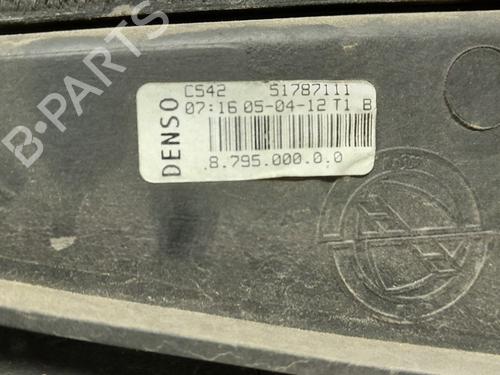 B-PARTS
DENSO
C542 51787111
07:16 05-04-12 T1 B
8.795.000.0.0